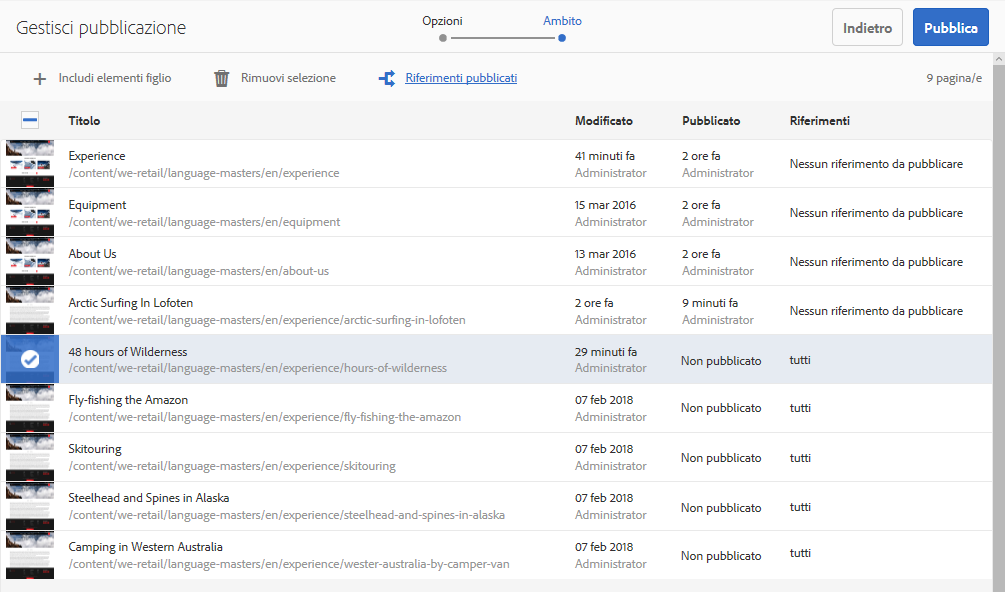 Gestisci pubblicazione
Opzioni
Ambito
Indietro
Pubblica
Includi elementi figlio
Rimuovi selezione
Riferimenti pubblicati
9 pagina/e
Titolo
Modificato
Pubblicato
Riferimenti
Experience
/content/we-retail/language-masters/en/experience
41 minuti fa
Administrator
2 ore fa
Administrator
Nessun riferimento da pubblicare
Equipment
/content/we-retail/language-masters/en/equipment
15 mar 2016
Administrator
2 ore fa
Administrator
Nessun riferimento da pubblicare
About Us
/content/we-retail/language-masters/en/about-us
13 mar 2016
Administrator
2 ore fa
Administrator
Nessun riferimento da pubblicare
Arctic Surfing In Lofoten
/content/we-retail/language-masters/en/experience/arctic-surfing-in-lofoten
2 ore fa
Administrator
9 minuti fa
Administrator
Nessun riferimento da pubblicare
48 hours of Wilderness
/content/we-retail/language-masters/en/experience/hours-of-wilderness
29 minuti fa
Administrator
Non pubblicato
tutti
Fly-fishing the Amazon
/content/we-retail/language-masters/en/experience/fly-fishing-the-amazon
07 feb 2018
Administrator
Non pubblicato
tutti
Skitouring
/content/we-retail/language-masters/en/experience/skitouring
07 feb 2018
Administrator
Non pubblicato
tutti
Steelhead and Spines in Alaska
/content/we-retail/language-masters/en/experience/steelhead-and-spines-in-alaska
07 feb 2018
Administrator
Non pubblicato
tutti
Camping in Western Australia
/content/we-retail/language-masters/en/experience/wester-australia-by-camper-van
07 feb 2018
Administrator
Non pubblicato
tutti